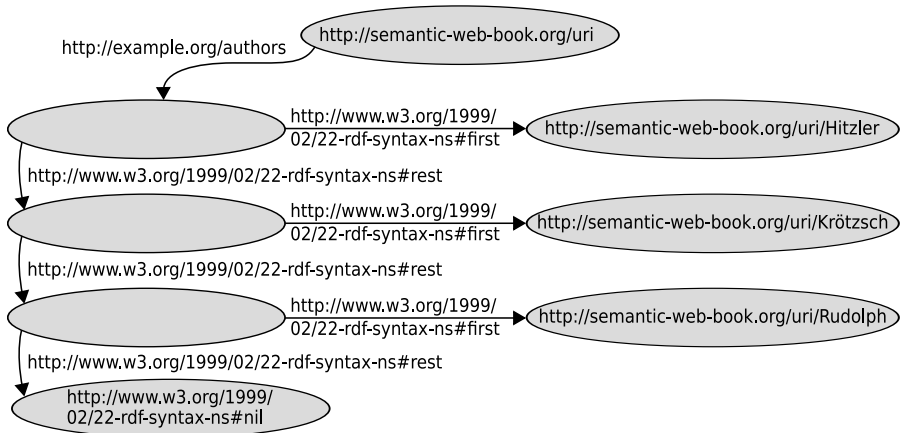 http://semantic-web-book.org/uri
http://example.org/authors
http://www.w3.org/1999/
02/22-rdf-syntax-ns#first
http://semantic-web-book.org/uri/Hitzler
http://www.w3.org/1999/02/22-rdf-syntax-ns#rest
http://www.w3.org/1999/
02/22-rdf-syntax-ns#first
http://semantic-web-book.org/uri/Krötzsch
http://www.w3.org/1999/02/22-rdf-syntax-ns#rest
http://www.w3.org/1999/
02/22-rdf-syntax-ns#first
http://semantic-web-book.org/uri/Rudolph
http://www.w3.org/1999/02/22-rdf-syntax-ns#rest
http://www.w3.org/1999/
02/22-rdf-syntax-ns#nil